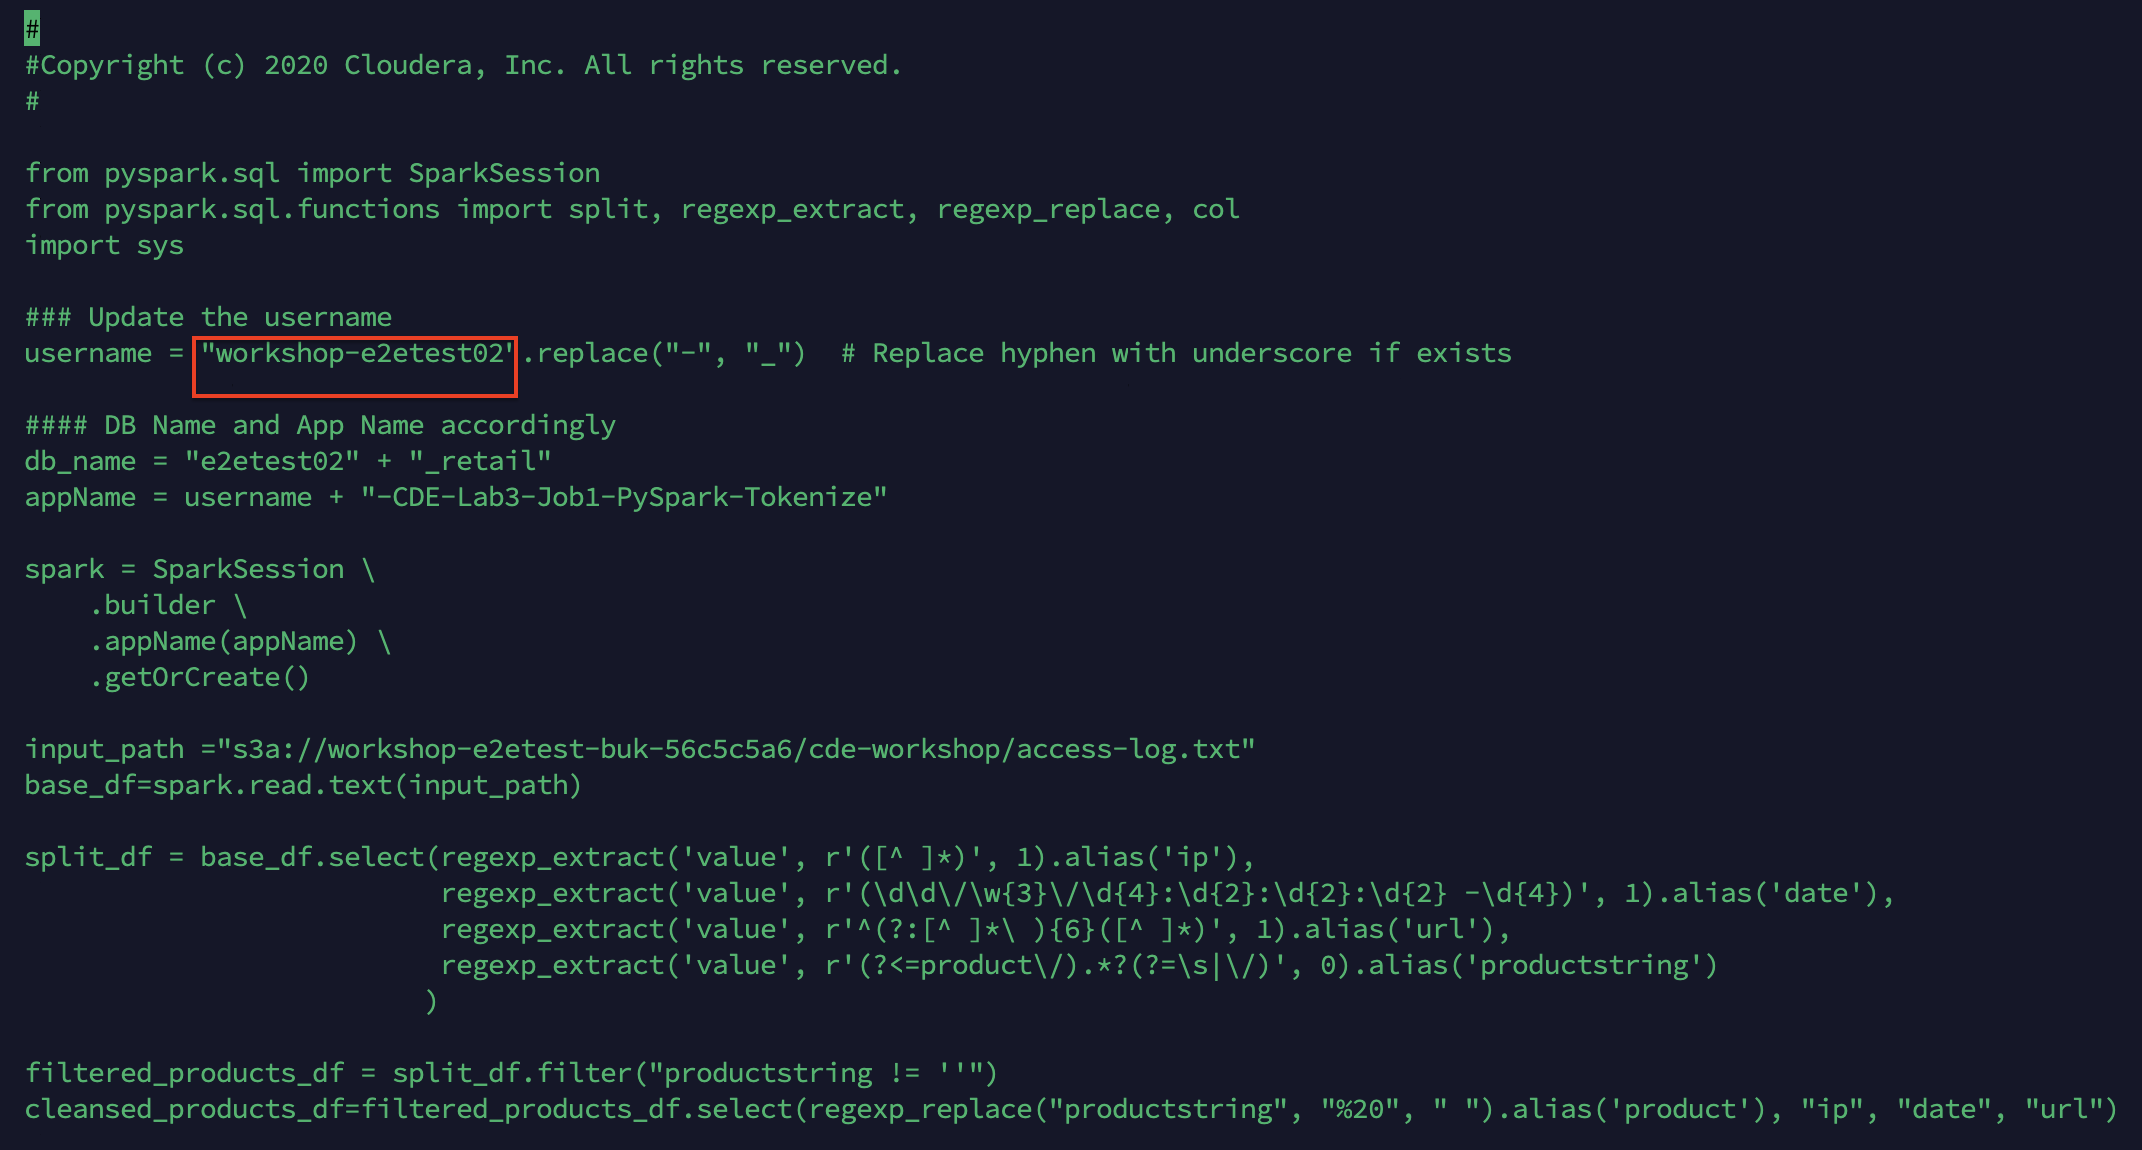 #
#Copyright (c) 2020 Cloudera, Inc. All rights reserved.
#
from pyspark.sql import SparkSession
from pyspark.sql.functions import split, regexp_extract, regexp_replace, col
import sys
### Update the username
username = "workshop-e2etest02".replace("-", "_")  # Replace hyphen with underscore if exists
#### DB Name and App Name accordingly
db_name = "e2etest02" + "_retail"
appName = username + "-CDE-Lab3-Job1-PySpark-Tokenize"
spark = SparkSession \
    .builder \
    .appName(appName) \
    .getOrCreate()
input_path ="s3a://workshop-e2etest-buk-56c5c5a6/cde-workshop/access-log.txt"
base_df=spark.read.text(input_path)
split_df = base_df.select(regexp_extract('value', r'([^ ]*)', 1).alias('ip'),
                          regexp_extract('value', r'(\d\d\/\w{3}\/\d{4}:\d{2}:\d{2}:\d{2} -\d{4})', 1).alias('date'),
                          regexp_extract('value', r'^(?:[^ ]*\ ){6}([^ ]*)', 1).alias('url'),
                          regexp_extract('value', r'(?<=product\/).*?(?=\s|\/)', 0).alias('productstring')
                         )
filtered_products_df = split_df.filter("productstring != ''")
cleansed_products_df=filtered_products_df.select(regexp_replace("productstring", "%20", " ").alias('product'), "ip", "date", "url")